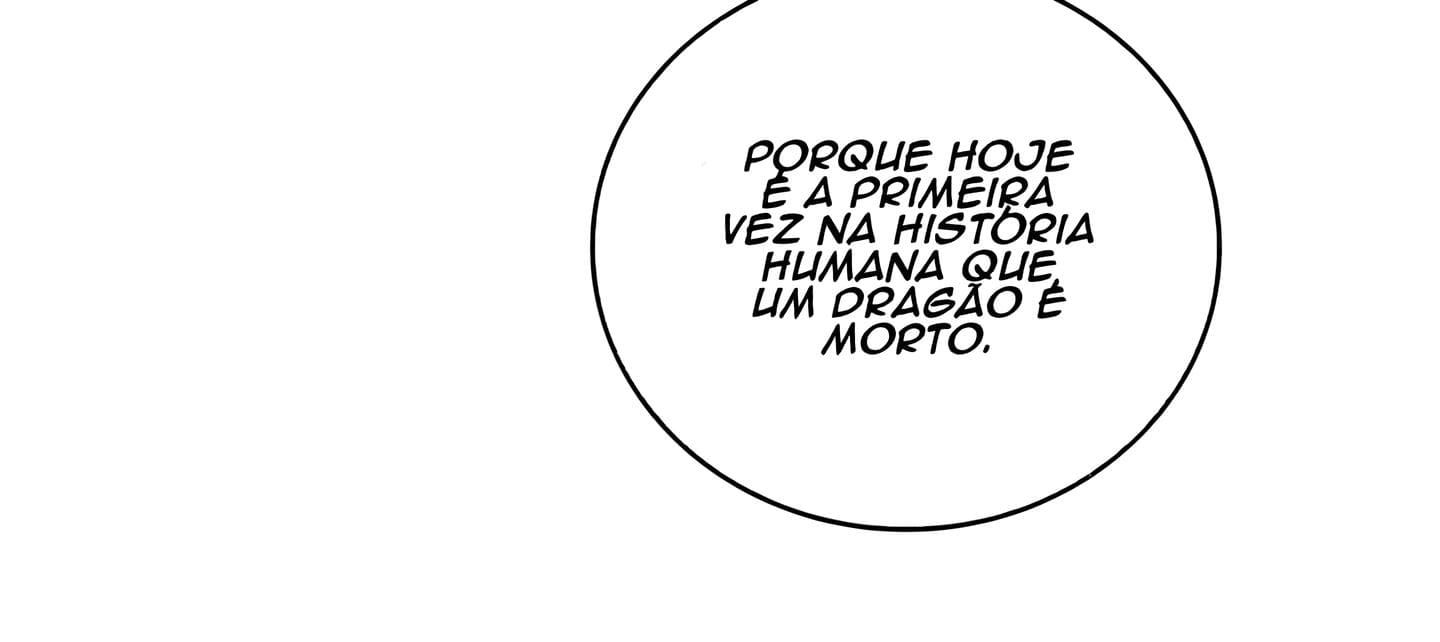 PORQUE HOJE
É A PRIMEIRA
VEZ NA HISTÓRIA
HUMANA QUE
UM DRAGÃO É
MORTO.